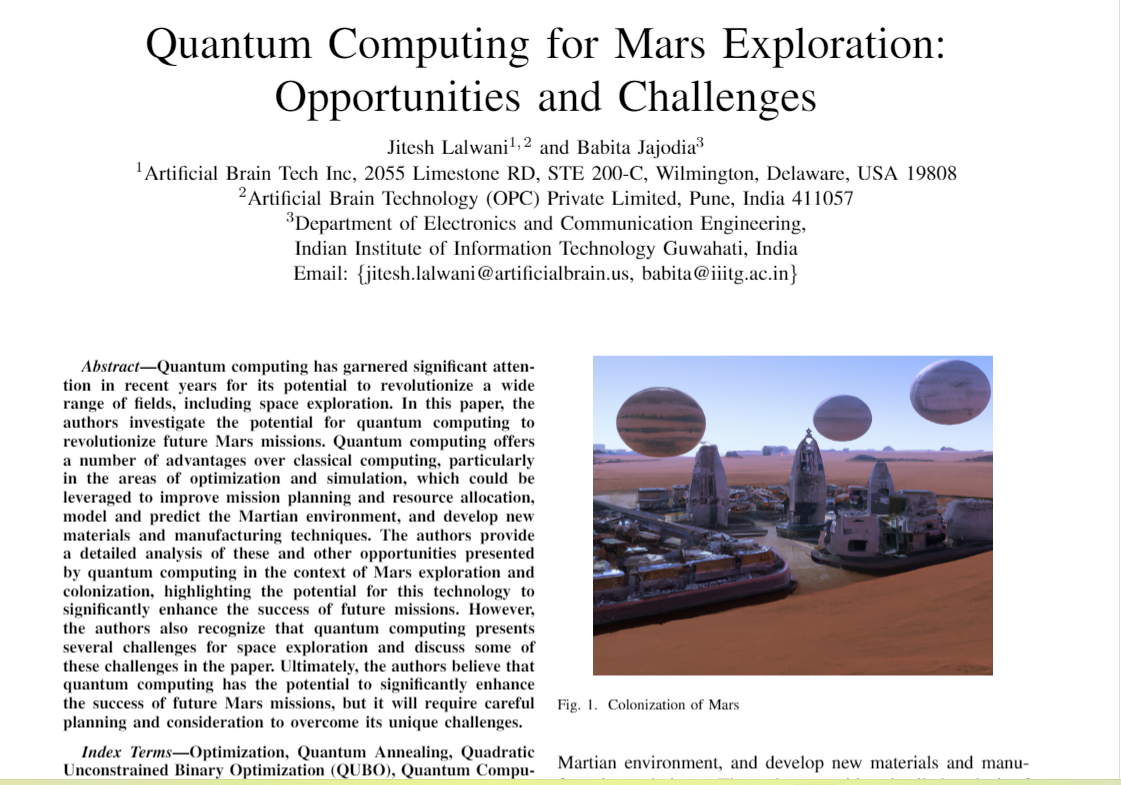 Quantum Computing for Mars Exploration:
Opportunities and Challenges
Jitesh Lalwani1,2 and Babita Jajodia3
1Artificial Brain Tech Inc, 2055 Limestone RD, STE 200-C, Wilmington, Delaware, USA 19808
2Artificial Brain Technology (OPC) Private Limited, Pune, India 411057
3Department of Electronics and Communication Engineering,
Indian Institute of Information Technology Guwahati, India
Email: {jitesh.lalwani@artificialbrain.us, babita@iiitg.ac.in}
Abstract—Quantum computing has garnered significant atten-
tion in recent years for its potential to revolutionize a wide
range of fields, including space exploration. In this paper, the
authors investigate the potential for quantum computing to
revolutionize future Mars missions. Quantum computing offers
a number of advantages over classical computing, particularly
in the areas of optimization and simulation, which could be
leveraged to improve mission planning and resource allocation,
model and predict the Martian environment, and develop new
materials and manufacturing techniques. The authors provide
a detailed analysis of these and other opportunities presented
by quantum computing in the context of Mars exploration and
colonization, highlighting the potential for this technology to
significantly enhance the success of future missions. However,
the authors also recognize that quantum computing presents
several challenges for space exploration and discuss some of
these challenges in the paper. Ultimately, the authors believe that
quantum computing has the potential to significantly enhance
the success of future Mars missions, but it will require careful
planning and consideration to overcome its unique challenges.
Index Terms—Optimization, Quantum Annealing, Quadratic
Unconstrained Binary Optimization (QUBO), Quantum Compu-
Fig. 1. Colonization of Mars
Martian environment, and develop new materials and manu-